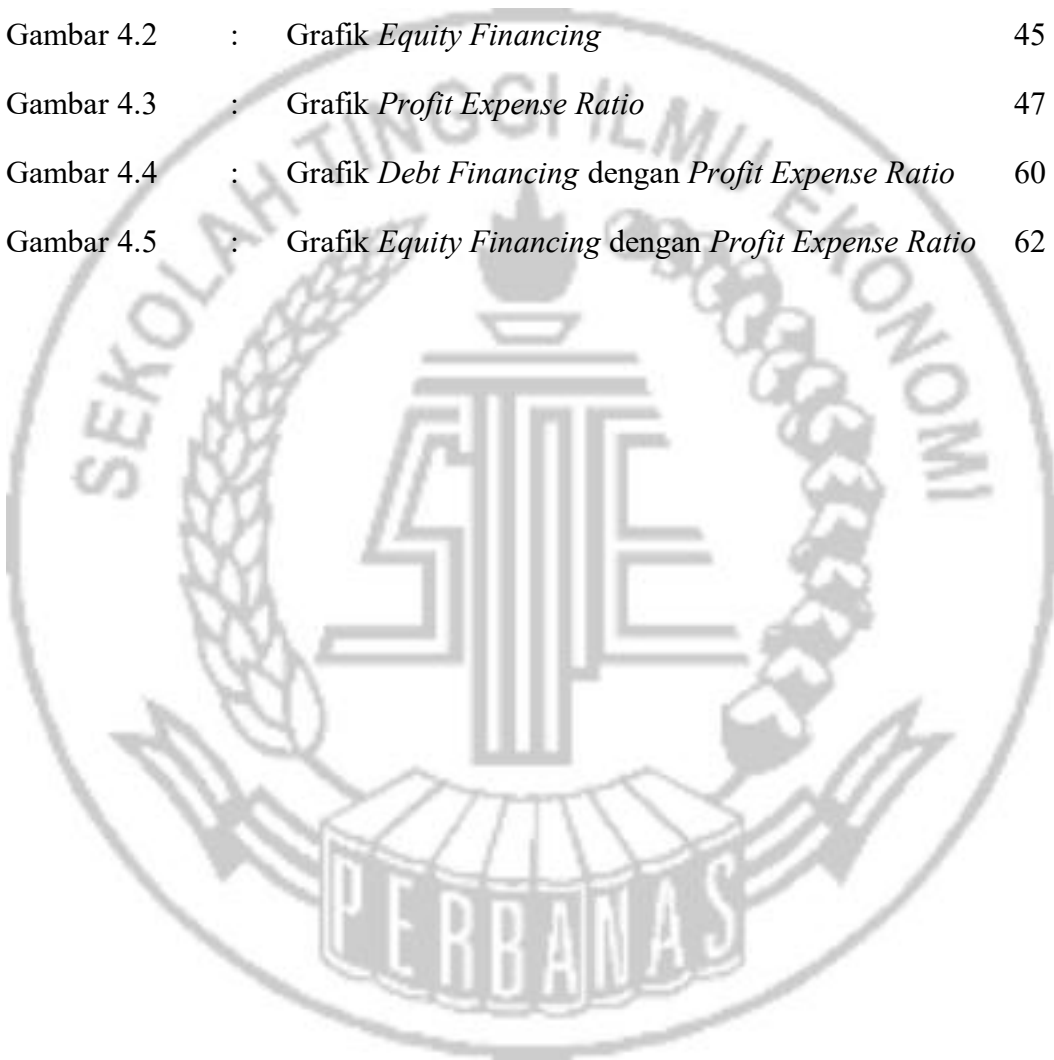 Gambar 4.2 : Grafik Equity Financing 45
Gambar 4.3 : Grafik Profit Expense Ratio 47
Gambar 4.4 : Grafik Debt Financing dengan Profit Expense Ratio 60
Gambar 4.5 : Grafik Equity Financing dengan Profit Expense Ratio 62
SEKOLAH TINGGI ILMU EKONOMI
STIE
PERBANAS